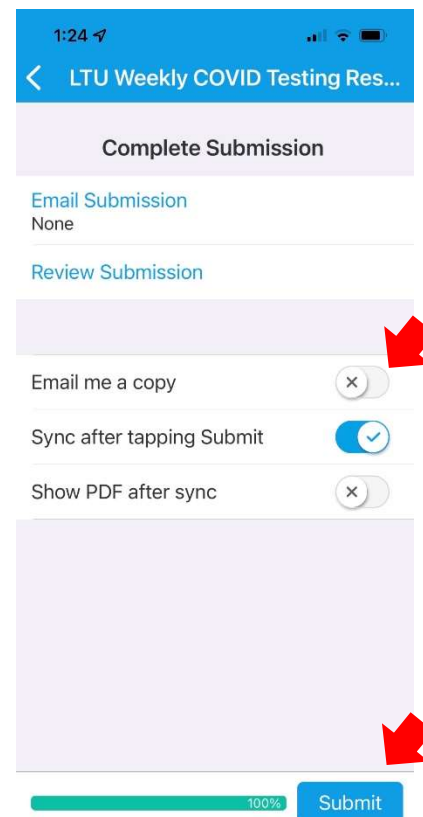 1:24
LTU Weekly COVID Testing Res...
Complete Submission
Email Submission
None
Review Submission
Email me a copy
Sync after tapping Submit
Show PDF after sync
100%
Submit